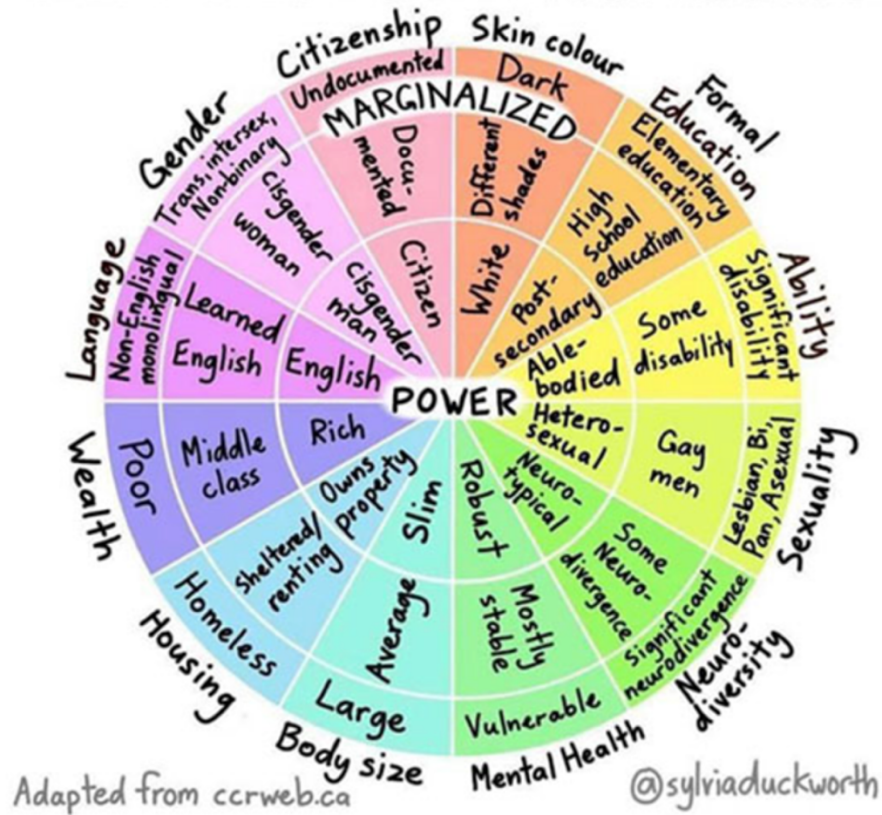 Citizenship
Undocumented
Docu-
mented
Citizen
Skin colour
Dark
Different
shades
White
Formal
Education
Elementary
education
High
School
education
Post-
secondary
Ability
Significant
disability
Some
disability
Able-
bodied
Sexuality
Lesbian, Bi,
Pan, Asexual
Gay
men
Hetero-
sexual
Neuro-
diversity
Significant
neurodivergence
Some
Neuro-
divergence
Neuro-
typical
Mental Health
Vulnerable
Mostly
stable
Robust
Body size
Large
Average
Slim
Housing
Homeless
Sheltered/
renting
Owns
property
Wealth
Poor
Middle
class
Rich
Language
Non-English
monolingual
Learned
English
English
Gender
Trans, intersex,
Non-binary
cisgender
woman
cisgender
man
MARGINALIZED
POWER
Adapted from ccrweb.ca
@sylviaduckworth